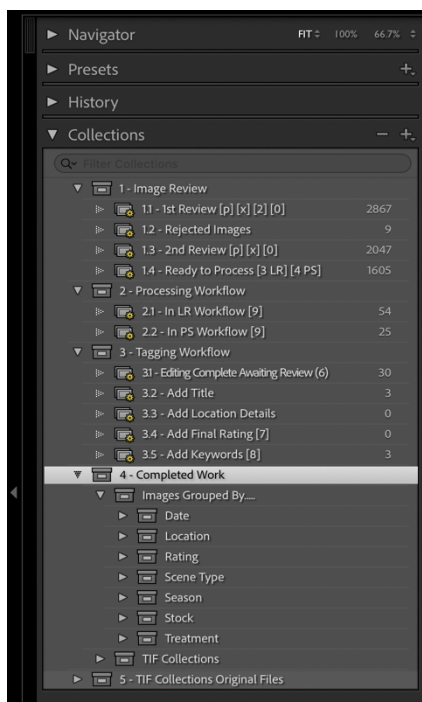 Navigator FIT 100% 66.7%
Presets
History
Collections
Filter Collections
1 - Image Review
1.1 - 1st Review [p] [x] [2] [0] 2867
1.2 - Rejected Images 9
1.3 - 2nd Review [p] [x] [0] 2047
1.4 - Ready to Process [3 LR] [4 PS] 1605
2 - Processing Workflow
2.1 - In LR Workflow [9] 54
2.2 - In PS Workflow [9] 25
3 - Tagging Workflow
3.1 - Editing Complete Awaiting Review (6) 30
3.2 - Add Title 3
3.3 - Add Location Details 0
3.4 - Add Final Rating [7] 0
3.5 - Add Keywords [8] 3
4 - Completed Work
Images Grouped By.....
Date
Location
Rating
Scene Type
Season
Stock
Treatment
TIF Collections
5 - TIF Collections Original Files